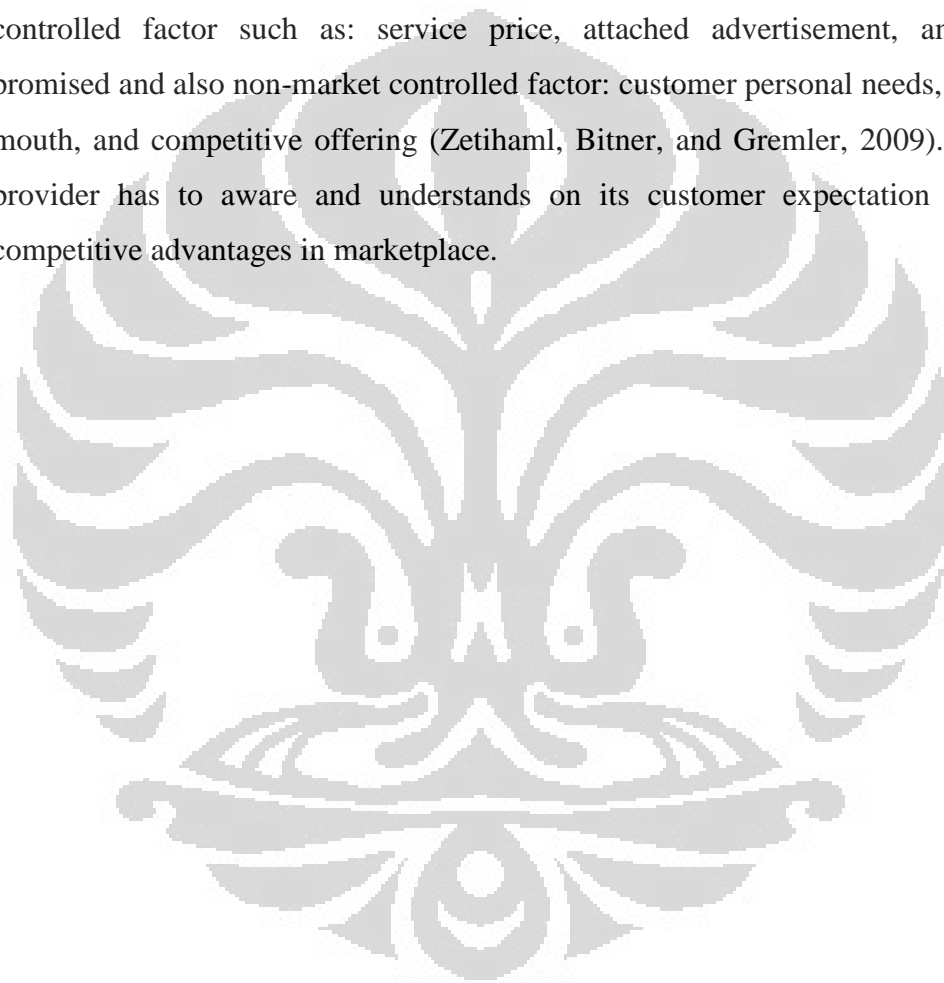 controlled factor such as: service price, attached advertisement, an
promised and also non-market controlled factor: customer personal needs,
mouth, and competitive offering (Zetihaml, Bitner, and Gremler, 2009).
provider has to aware and understands on its customer expectation
competitive advantages in marketplace.